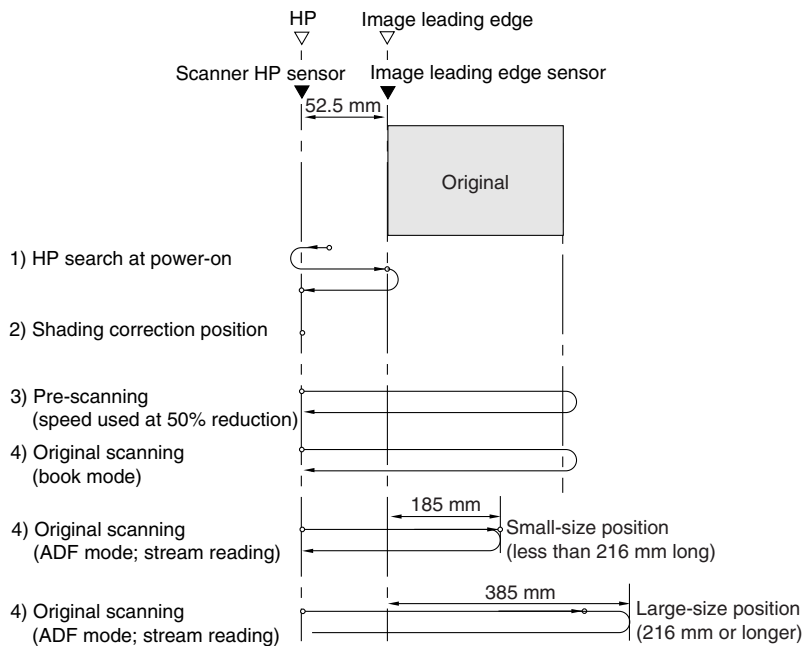 HP
Image leading edge
Scanner HP sensor
Image leading edge sensor
52.5 mm
Original
1) HP search at power-on
2) Shading correction position
3) Pre-scanning
(speed used at 50% reduction)
4) Original scanning
(book mode)
185 mm
4) Original scanning
(ADF mode; stream reading)
Small-size position
(less than 216 mm long)
385 mm
4) Original scanning
(ADF mode; stream reading)
Large-size position
(216 mm or longer)